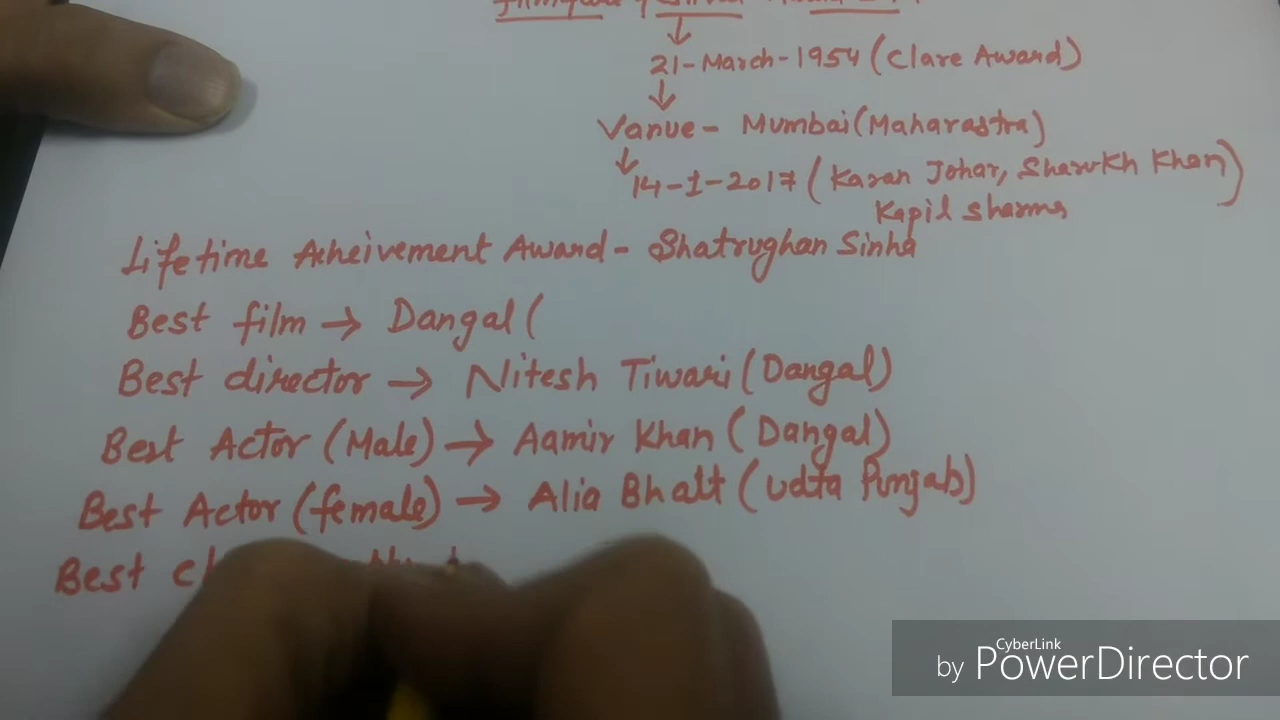 21-March-1954 (Clare Award)
Vanue- Mumbai (Maharastra)
14-1-2017 (Karan Johar, Sharukh Khan)
Kapil sharma
Lifetime Acheivement Award- Shatrughan Sinha
Best film → Dangal (
Best director → Nitesh Tiwari (Dangal)
Best Actor (Male) → Aamir Khan (Dangal)
Best Actor (female) → Alia Bhatt (udta Punjab)
Best
CyberLink
by PowerDirector